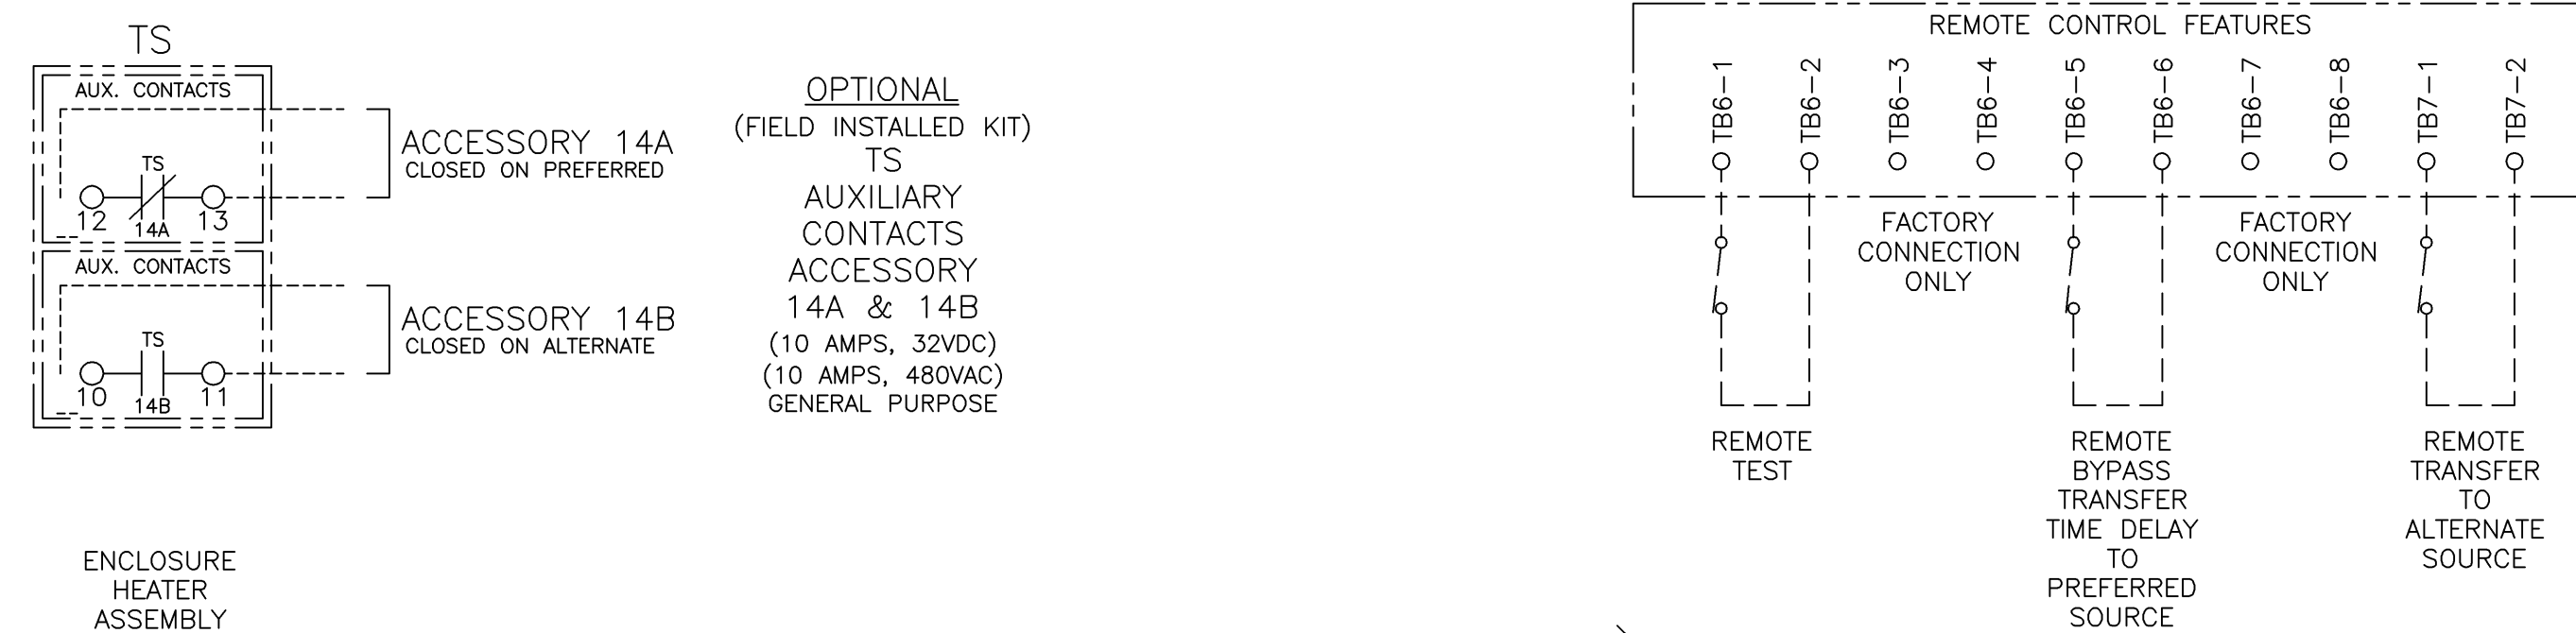 TS
AUX. CONTACTS
TS
12
13
14A
ACCESSORY 14A
CLOSED ON PREFERRED
AUX. CONTACTS
TS
10
11
14B
ACCESSORY 14B
CLOSED ON ALTERNATE
ENCLOSURE
HEATER
ASSEMBLY
OPTIONAL
(FIELD INSTALLED KIT)
TS
AUXILIARY
CONTACTS
ACCESSORY
14A & 14B
(10 AMPS, 32VDC)
(10 AMPS, 480VAC)
GENERAL PURPOSE
REMOTE CONTROL FEATURES
TB6-1
TB6-2
TB6-3
TB6-4
TB6-5
TB6-6
TB6-7
TB6-8
TB7-1
TB7-2
FACTORY
CONNECTION
ONLY
FACTORY
CONNECTION
ONLY
REMOTE
TEST
REMOTE
BYPASS
TRANSFER
TIME DELAY
TO
PREFERRED
SOURCE
REMOTE
TRANSFER
TO
ALTERNATE
SOURCE